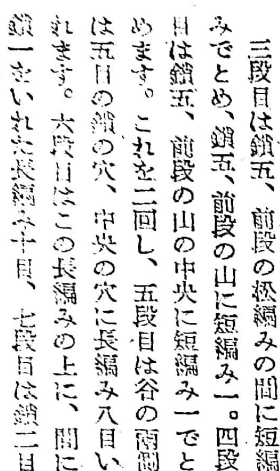 三段目は鎖五、前段の松編みの間に短編
みでとめ、鎖五、前段の山に短編み一。四段
目は鎖五、前段の山の中央に短編み一でと
めます。これを二回し、五段目は谷の両側
は五目の鎖の穴、中央の穴に長編み八目い
れます。六段目はこの長編みの上に、間に
鎖一をいれた長編み十目、七段目は鎖二目